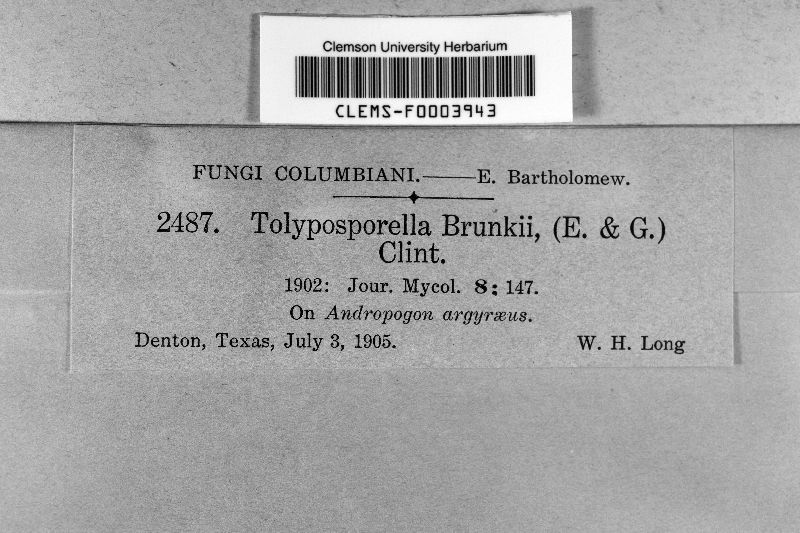 Clemson University Herbarium
CLEMS-F0003943
FUNGI COLUMBIANI.——E. Bartholomew.
2487. Tolyposporella Brunkii, (E. & G.)
Clint.
1902: Jour. Mycol. 8: 147.
On Andropogon argyræus.
Denton, Texas, July 3, 1905. W. H. Long